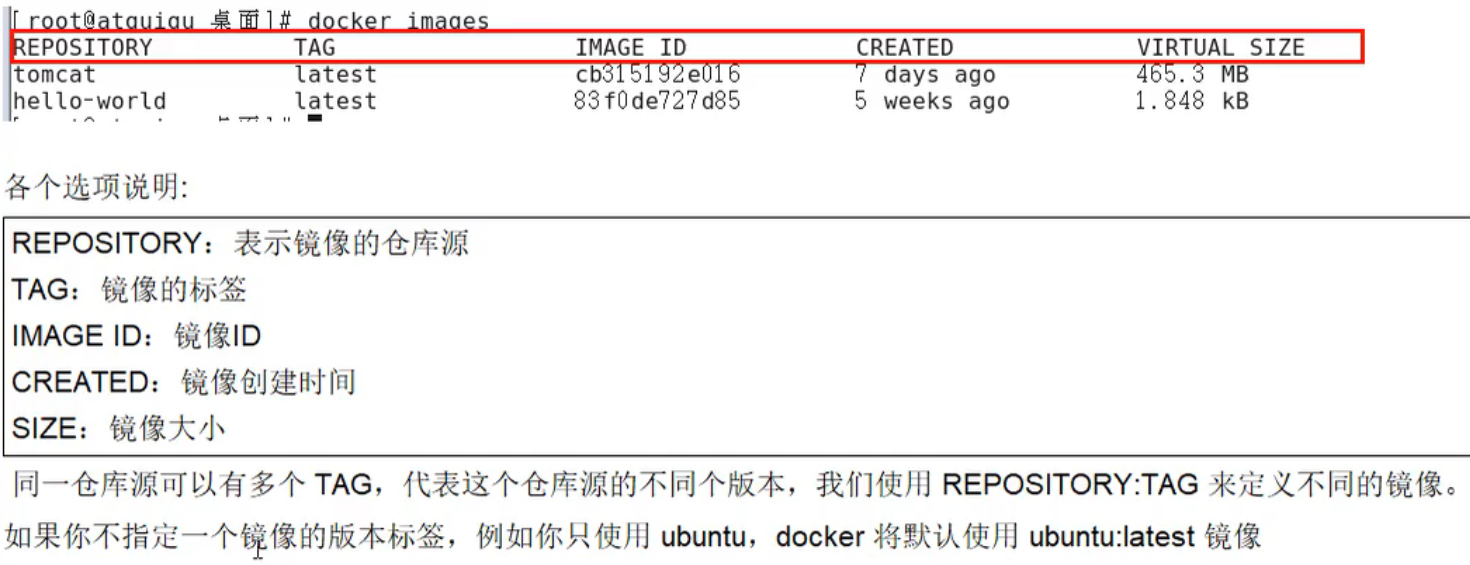 [root@atguigu 桌面]# docker images
REPOSITORY TAG IMAGE ID CREATED VIRTUAL SIZE
tomcat latest cb315192e016 7 days ago 465.3 MB
hello-world latest 83f0de727d85 5 weeks ago 1.848 kB
各个选项说明:
REPOSITORY：表示镜像的仓库源
TAG：镜像的标签
IMAGE ID：镜像ID
CREATED：镜像创建时间
SIZE：镜像大小
同一仓库源可以有多个 TAG，代表这个仓库源的不同个版本，我们使用 REPOSITORY:TAG 来定义不同的镜像。
如果你不指定一个镜像的版本标签，例如你只使用 ubuntu，docker 将默认使用 ubuntu:latest 镜像